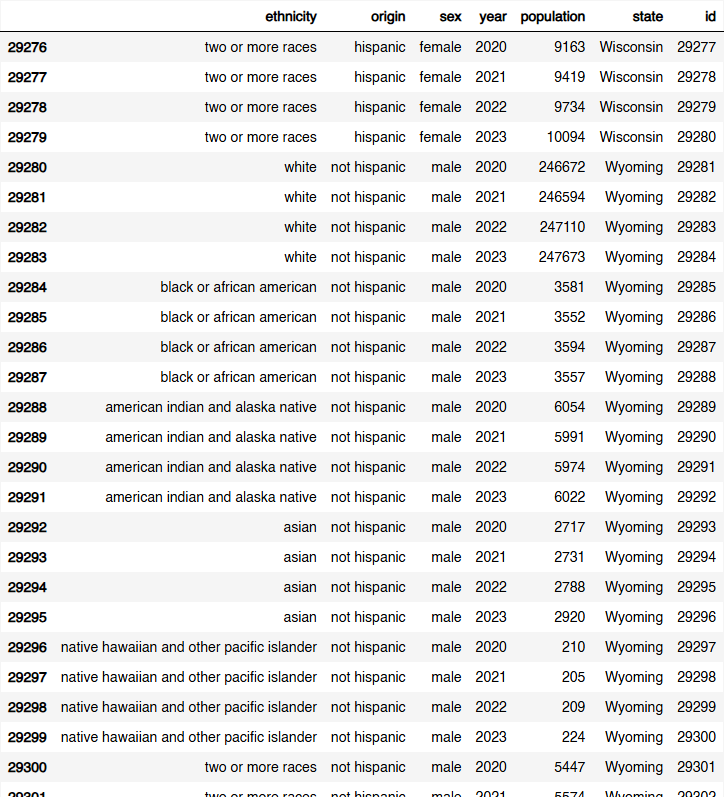 ethnicity origin sex year population state id
29276 two or more races hispanic female 2020 9163 Wisconsin 29277
29277 two or more races hispanic female 2021 9419 Wisconsin 29278
29278 two or more races hispanic female 2022 9734 Wisconsin 29279
29279 two or more races hispanic female 2023 10094 Wisconsin 29280
29280 white not hispanic male 2020 246672 Wyoming 29281
29281 white not hispanic male 2021 246594 Wyoming 29282
29282 white not hispanic male 2022 247110 Wyoming 29283
29283 white not hispanic male 2023 247673 Wyoming 29284
29284 black or african american not hispanic male 2020 3581 Wyoming 29285
29285 black or african american not hispanic male 2021 3552 Wyoming 29286
29286 black or african american not hispanic male 2022 3594 Wyoming 29287
29287 black or african american not hispanic male 2023 3557 Wyoming 29288
29288 american indian and alaska native not hispanic male 2020 6054 Wyoming 29289
29289 american indian and alaska native not hispanic male 2021 5991 Wyoming 29290
29290 american indian and alaska native not hispanic male 2022 5974 Wyoming 29291
29291 american indian and alaska native not hispanic male 2023 6022 Wyoming 29292
29292 asian not hispanic male 2020 2717 Wyoming 29293
29293 asian not hispanic male 2021 2731 Wyoming 29294
29294 asian not hispanic male 2022 2788 Wyoming 29295
29295 asian not hispanic male 2023 2920 Wyoming 29296
29296 native hawaiian and other pacific islander not hispanic male 2020 210 Wyoming 29297
29297 native hawaiian and other pacific islander not hispanic male 2021 205 Wyoming 29298
29298 native hawaiian and other pacific islander not hispanic male 2022 209 Wyoming 29299
29299 native hawaiian and other pacific islander not hispanic male 2023 224 Wyoming 29300
29300 two or more races not hispanic male 2020 5447 Wyoming 29301
29301 two or more races not hispanic male 2021 5574 Wyoming 29302